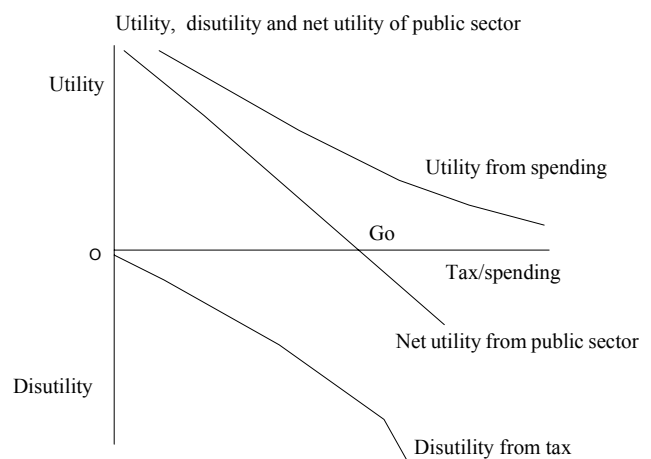 Utility, disutility and net utility of public sector
Utility
Utility from spending
Go
O
Tax/spending
Net utility from public sector
Disutility
Disutility from tax